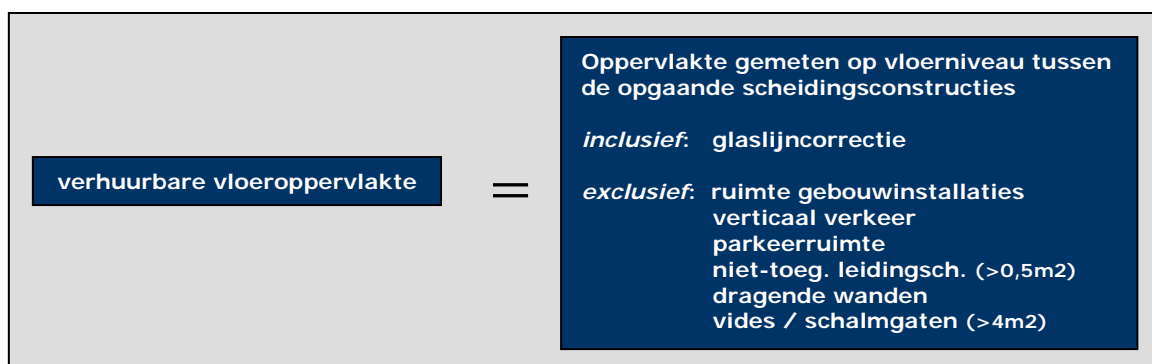 verhuurbare vloeroppervlakte
=
Oppervlakte gemeten op vloerniveau tussen
de opgaande scheidingsconstructies
inclusief: glaslijncorrectie
exclusief: ruimte gebouwinstallaties
verticaal verkeer
parkeerruimte
niet-toeg. leidingsch. (>0,5m2)
dragende wanden
vides / schalmgaten (>4m2)